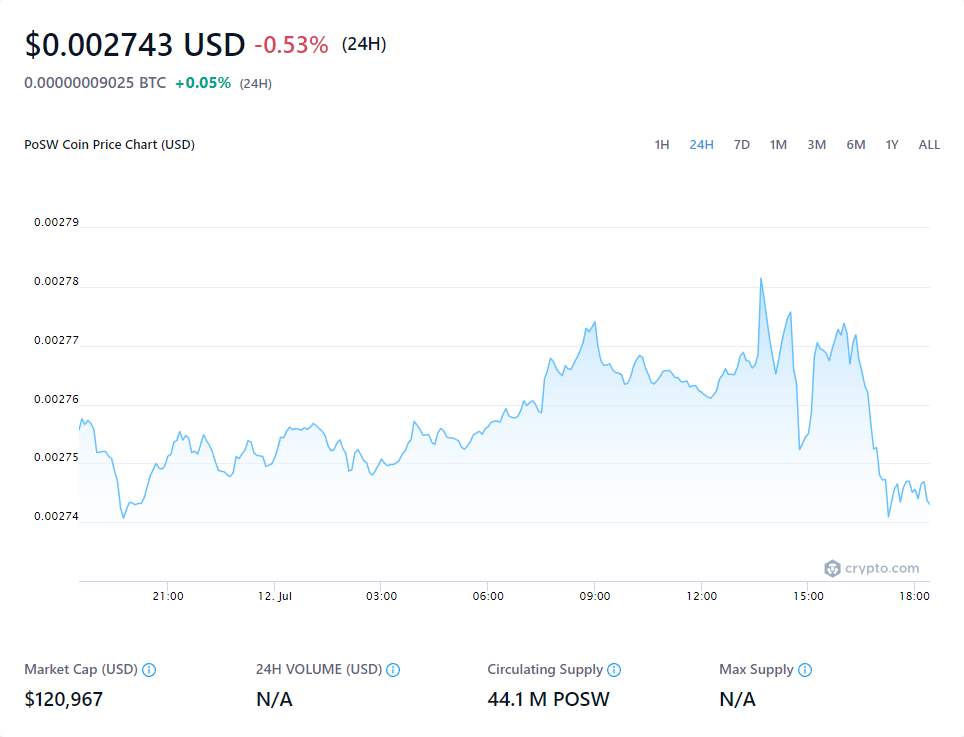 $0.002743 USD -0.53% (24H)
0.00000009025 BTC +0.05% (24H)
PoSW Coin Price Chart (USD) 1H 24H 7D 1M 3M 6M 1Y ALL
0.00279
0.00278
0.00277
0.00276
0.00275
0.00274
crypto.com
21:00 12. Jul 03:00 06:00 09:00 12:00 15:00 18:00
Market Cap (USD) 24H VOLUME (USD) Circulating Supply Max Supply
$120,967 N/A 44.1 M POSW N/A